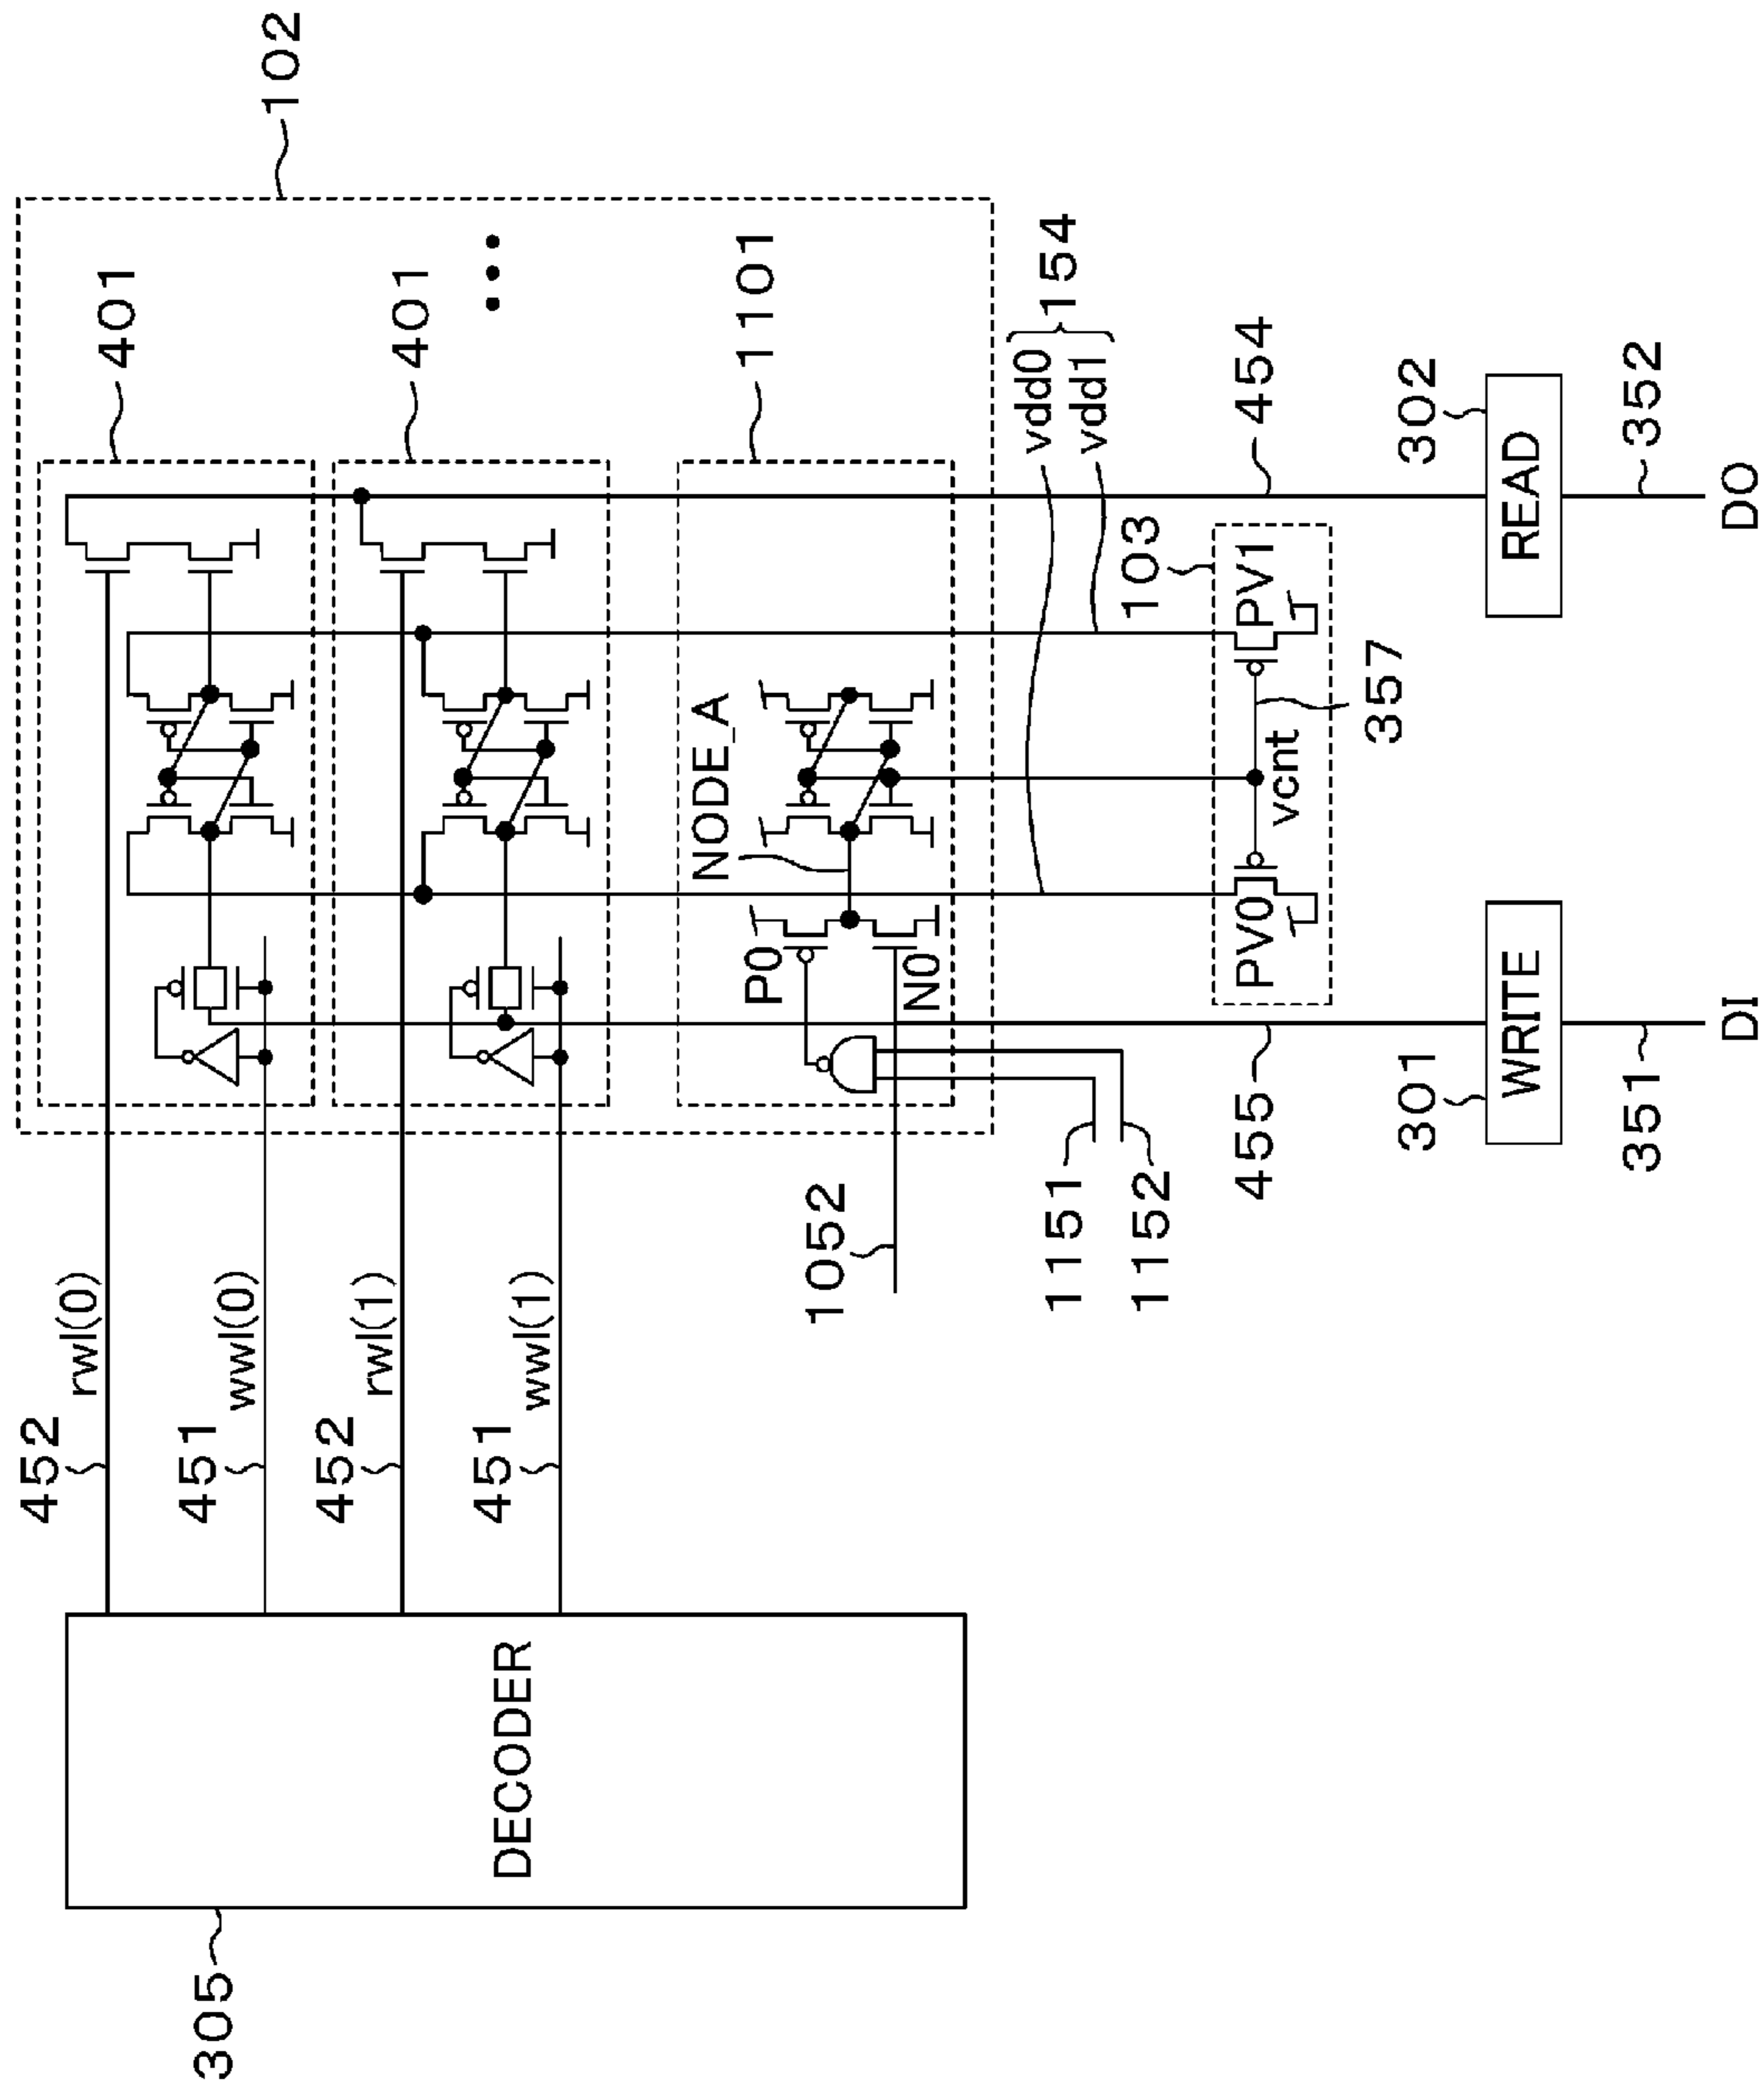 102
401
401
1101
154
vdd0
vdd1
454
302
READ
352
DO
103
PV1
357
vcnt
PV0
NODE_A
P0
N0
rwl(0)
452
wwl(0)
451
rwl(1)
452
wwl(1)
451
1052
1151
1152
455
301
WRITE
351
DI
DECODER
305